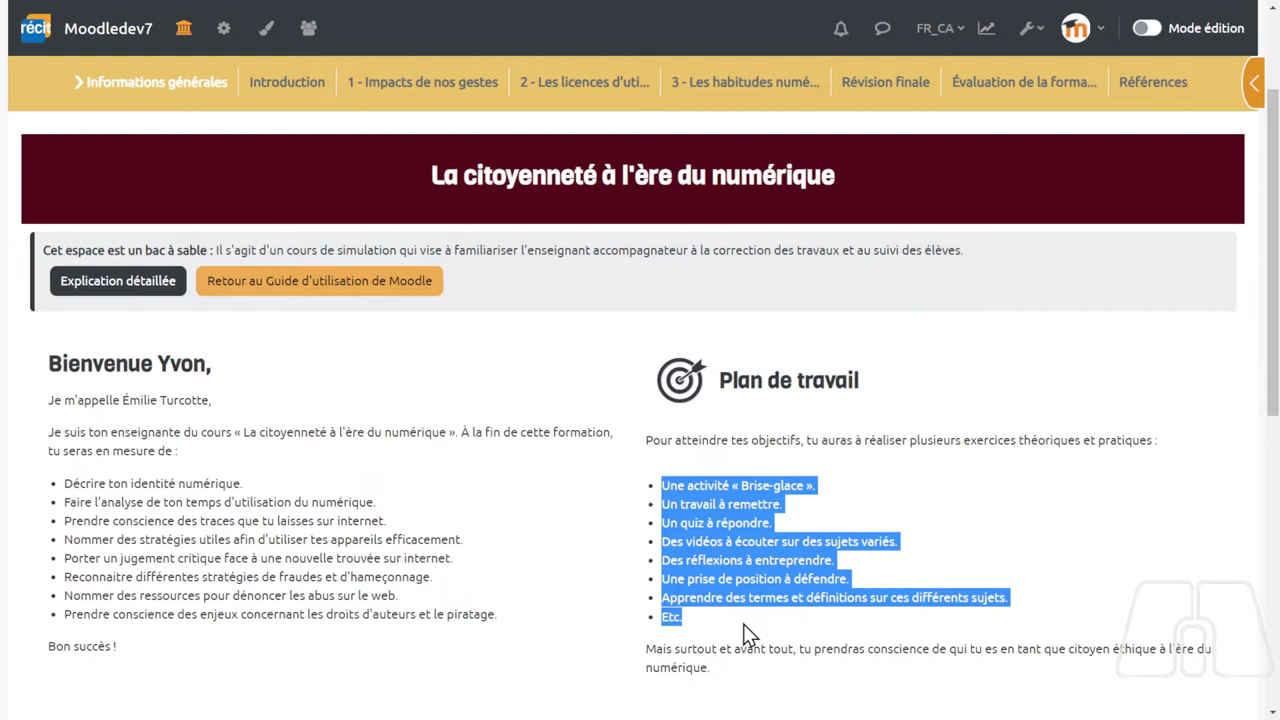 récit Moodledev7 FR_CA Mode édition
Informations générales Introduction 1 - Impacts de nos gestes 2 - Les licences d'uti... 3 - Les habitudes numé... Révision finale Évaluation de la forma... Références
La citoyenneté à l'ère du numérique
Cet espace est un bac à sable : Il s'agit d'un cours de simulation qui vise à familiariser l'enseignant accompagnateur à la correction des travaux et au suivi des élèves.
Explication détaillée Retour au Guide d'utilisation de Moodle
Bienvenue Yvon,
Je m'appelle Émilie Turcotte,
Je suis ton enseignante du cours « La citoyenneté à l'ère du numérique ». À la fin de cette formation,
tu seras en mesure de :
• Décrire ton identité numérique.
• Faire l'analyse de ton temps d'utilisation du numérique.
• Prendre conscience des traces que tu laisses sur internet.
• Nommer des stratégies utiles afin d'utiliser tes appareils efficacement.
• Porter un jugement critique face à une nouvelle trouvée sur internet.
• Reconnaitre différentes stratégies de fraudes et d'hameçonnage.
• Nommer des ressources pour dénoncer les abus sur le web.
• Prendre conscience des enjeux concernant les droits d'auteurs et le piratage.
Bon succès !
Plan de travail
Pour atteindre tes objectifs, tu auras à réaliser plusieurs exercices théoriques et pratiques :
• Une activité « Brise-glace ».
• Un travail à remettre.
• Un quiz à répondre.
• Des vidéos à écouter sur des sujets variés.
• Des réflexions à entreprendre.
• Une prise de position à défendre.
• Apprendre des termes et définitions sur ces différents sujets.
• Etc.
Mais surtout et avant tout, tu prendras conscience de qui tu es en tant que citoyen éthique à l'ère du
numérique.